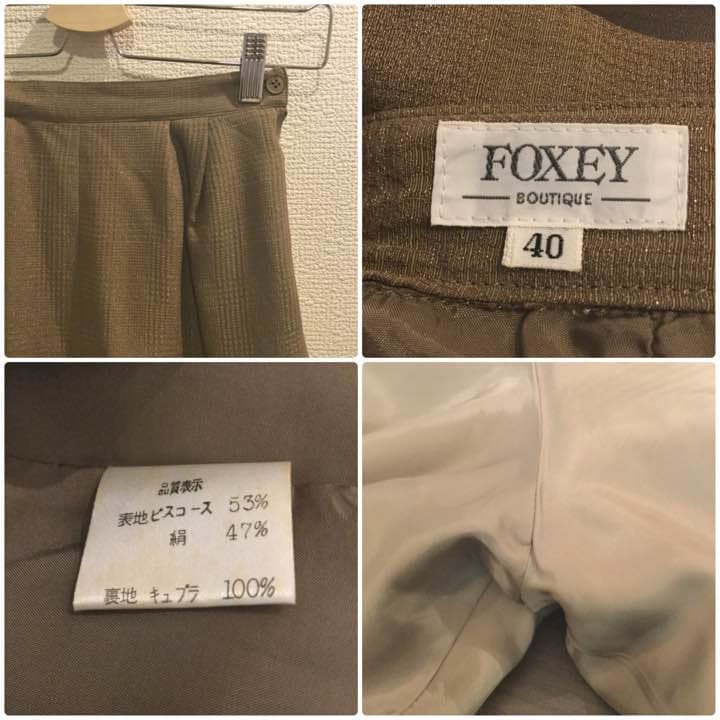 FOXEY
BOUTIQUE
40
品質表示
表地ビスコース 53%
絹 47%
裏地 キュプラ 100%